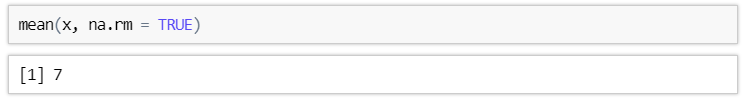 mean(x, na.rm = TRUE)
[1] 7